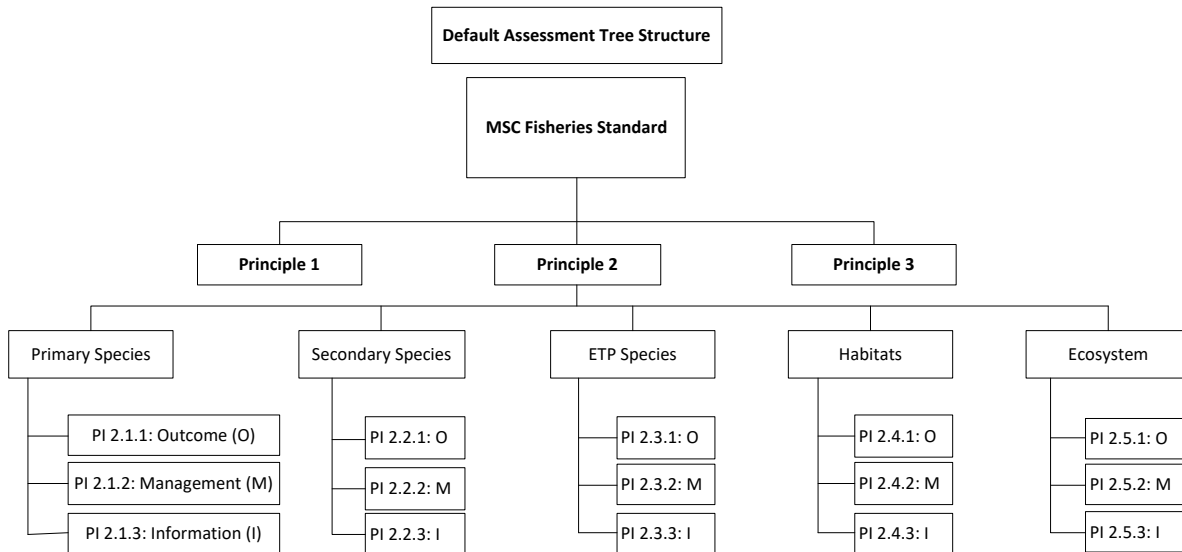 Default Assessment Tree Structure
MSC Fisheries Standard
Principle 1
Principle 2
Principle 3
Primary Species
Secondary Species
ETP Species
Habitats
Ecosystem
PI 2.1.1: Outcome (O)
PI 2.2.1: O
PI 2.3.1: O
PI 2.4.1: O
PI 2.5.1: O
PI 2.1.2: Management (M)
PI 2.2.2: M
PI 2.3.2: M
PI 2.4.2: M
PI 2.5.2: M
PI 2.1.3: Information (I)
PI 2.2.3: I
PI 2.3.3: I
PI 2.4.3: I
PI 2.5.3: I